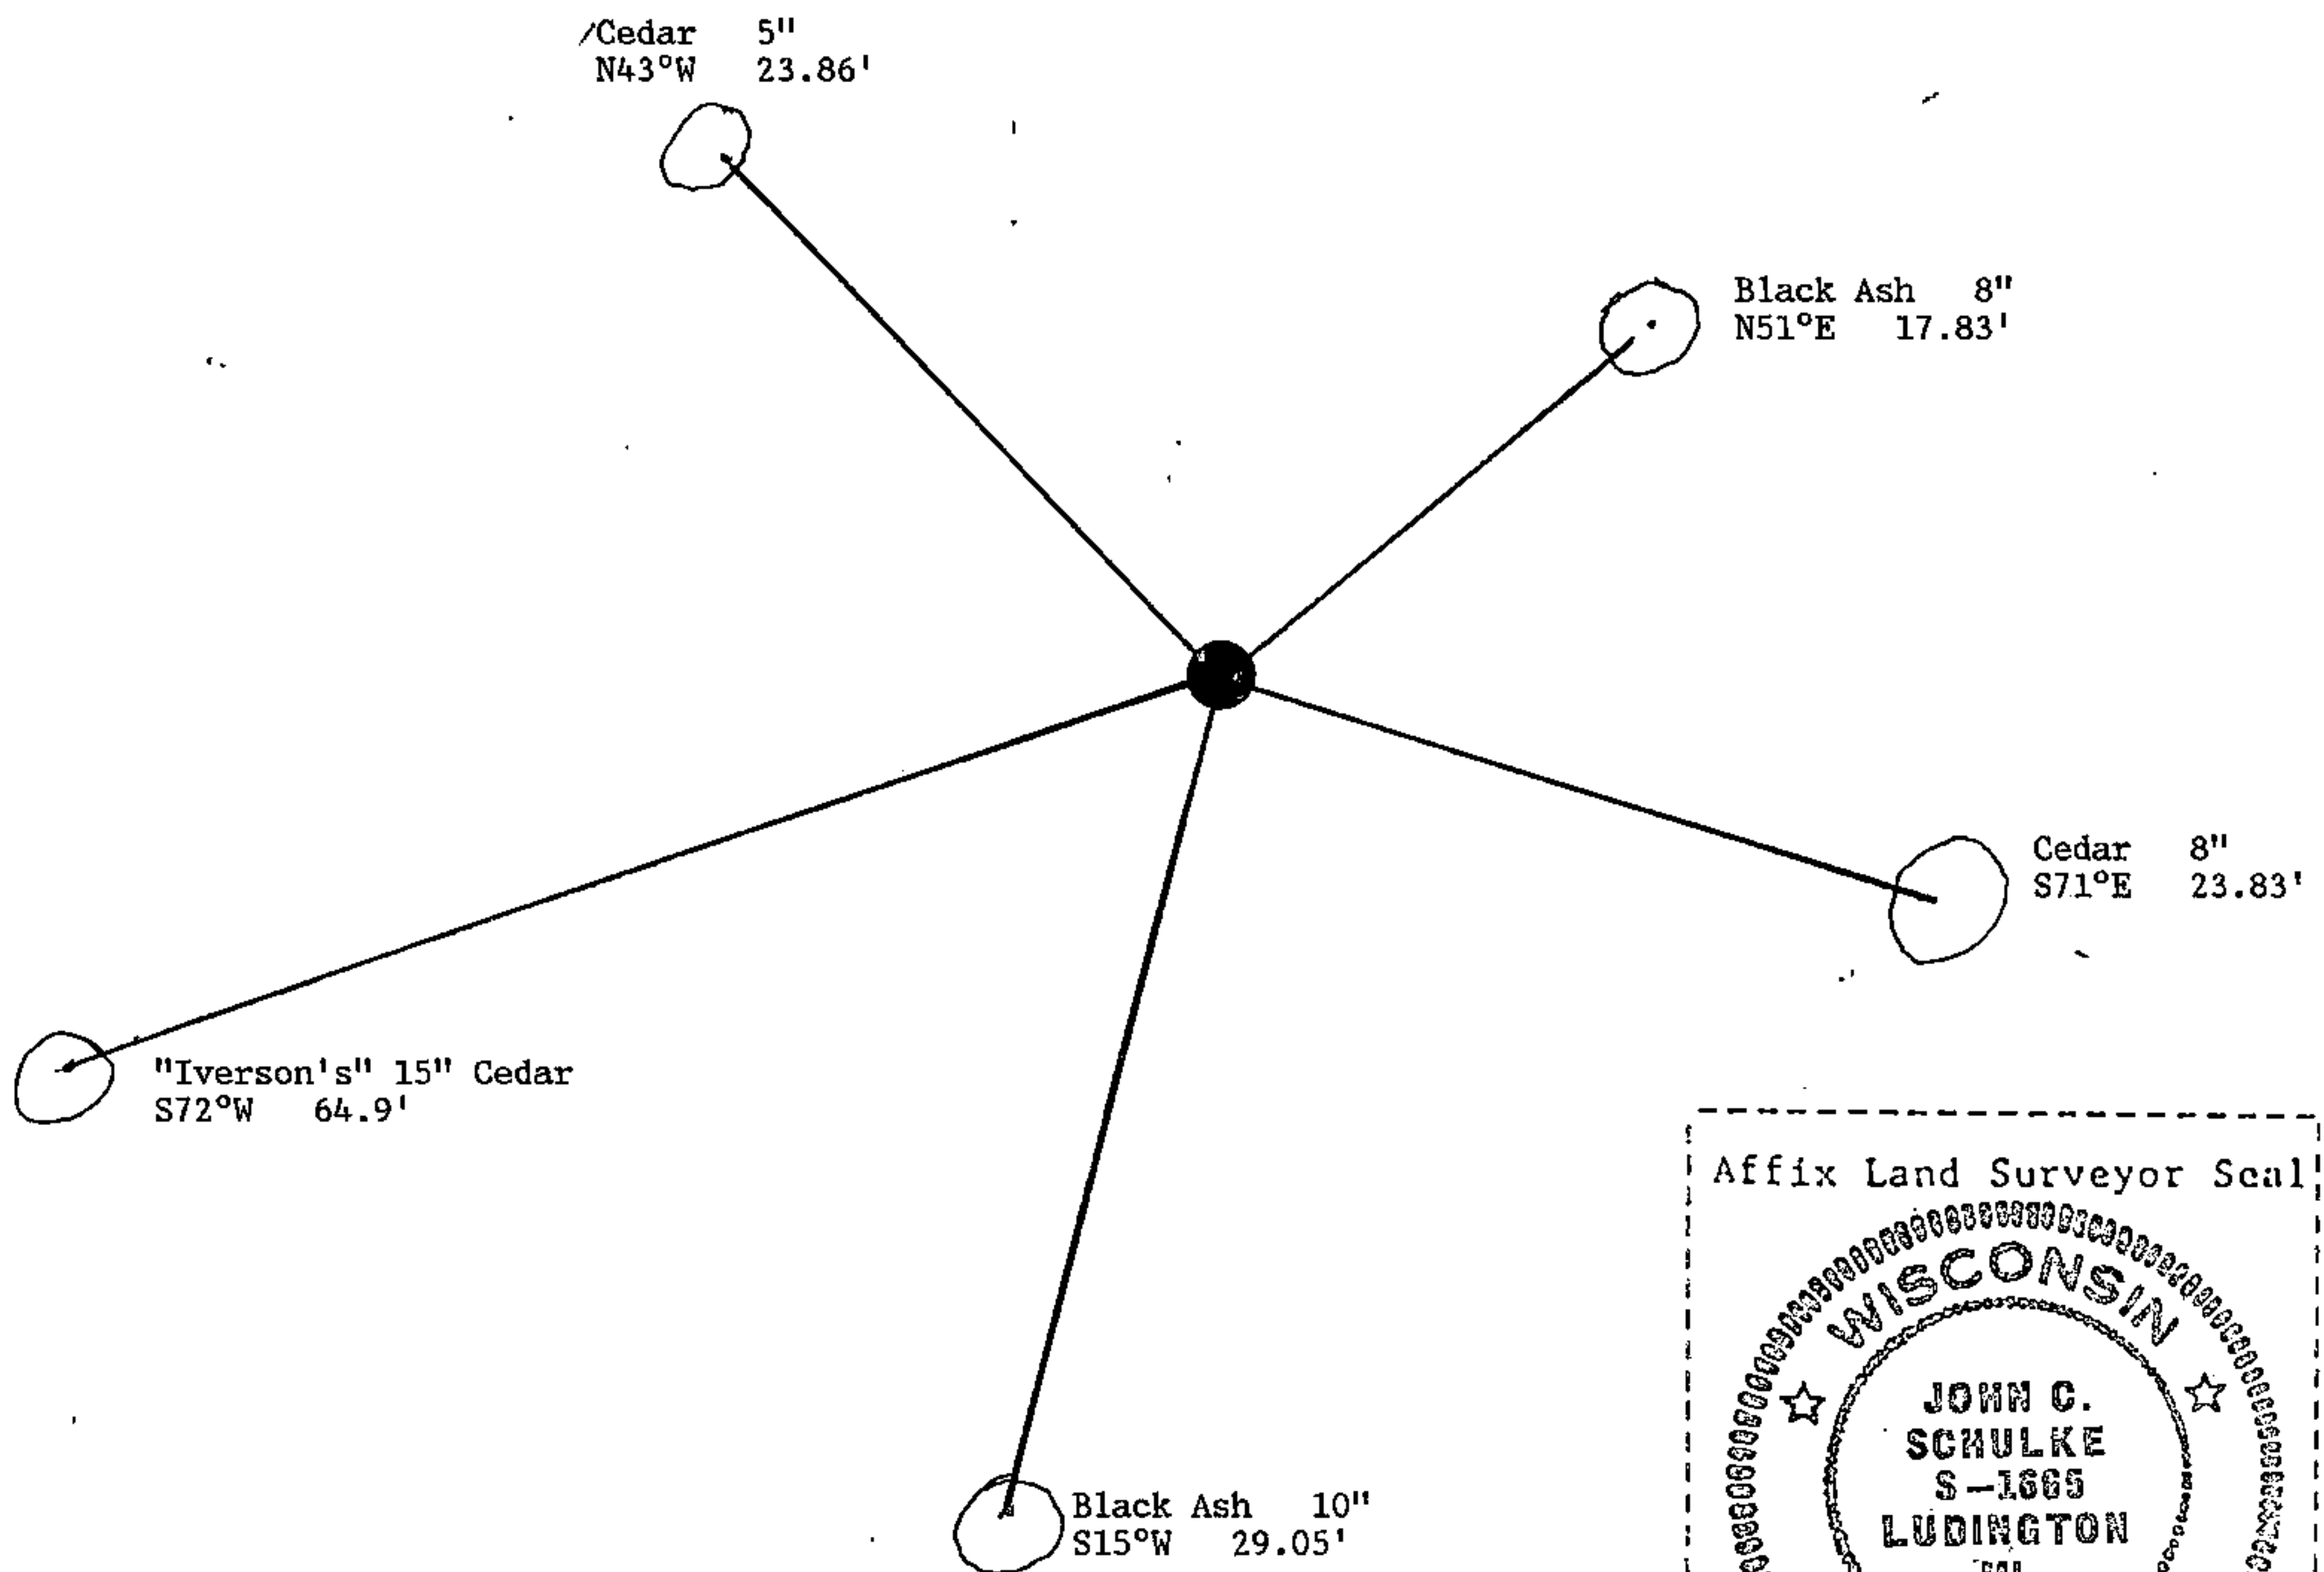 Cedar 5"
N43°W 23.86'
Black Ash 8"
N51°E 17.83'
Cedar 8"
S71°E 23.83'
"Iverson's" 15" Cedar
S72°W 64.9'
Black Ash 10"
S15°W 29.05'
Affix Land Surveyor Seal
WISCONSIN
JOHN C.
SCHULKE
S-1665
LUDINGTON